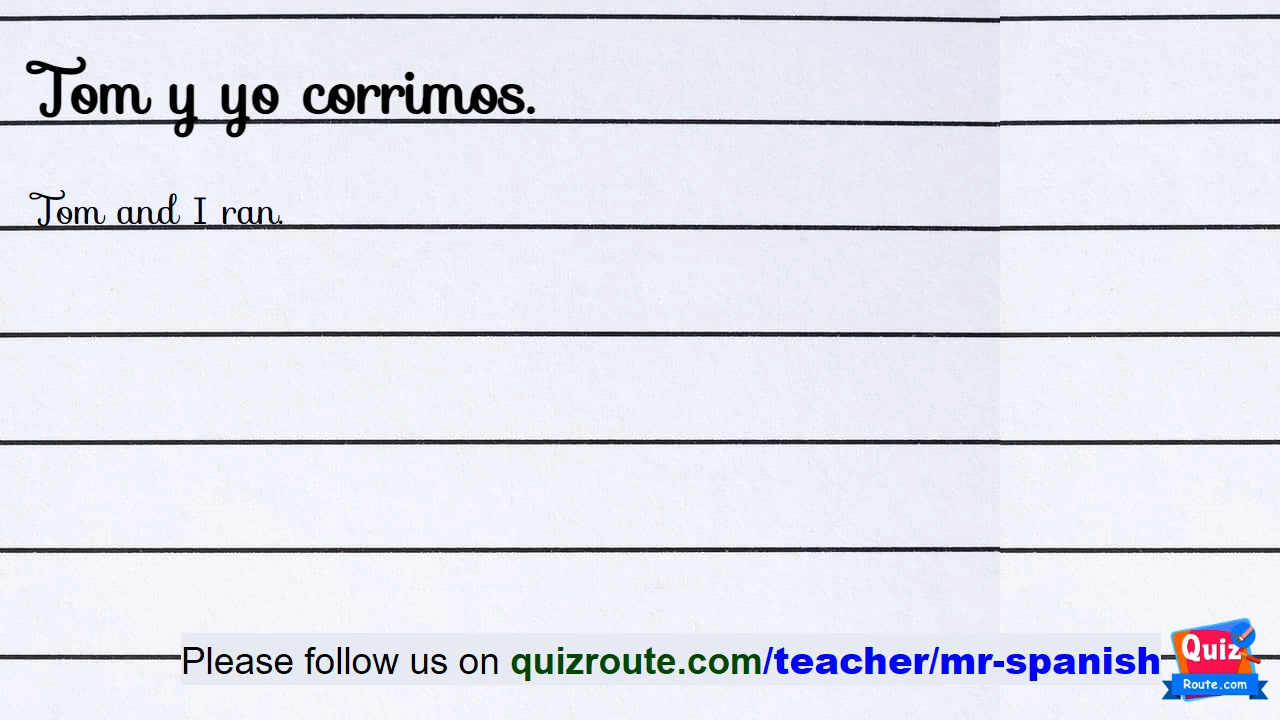 Tom y yo corrimos.
Tom and I ran.
Please follow us on quizroute.com/teacher/mr-spanish
Quiz
Route.com